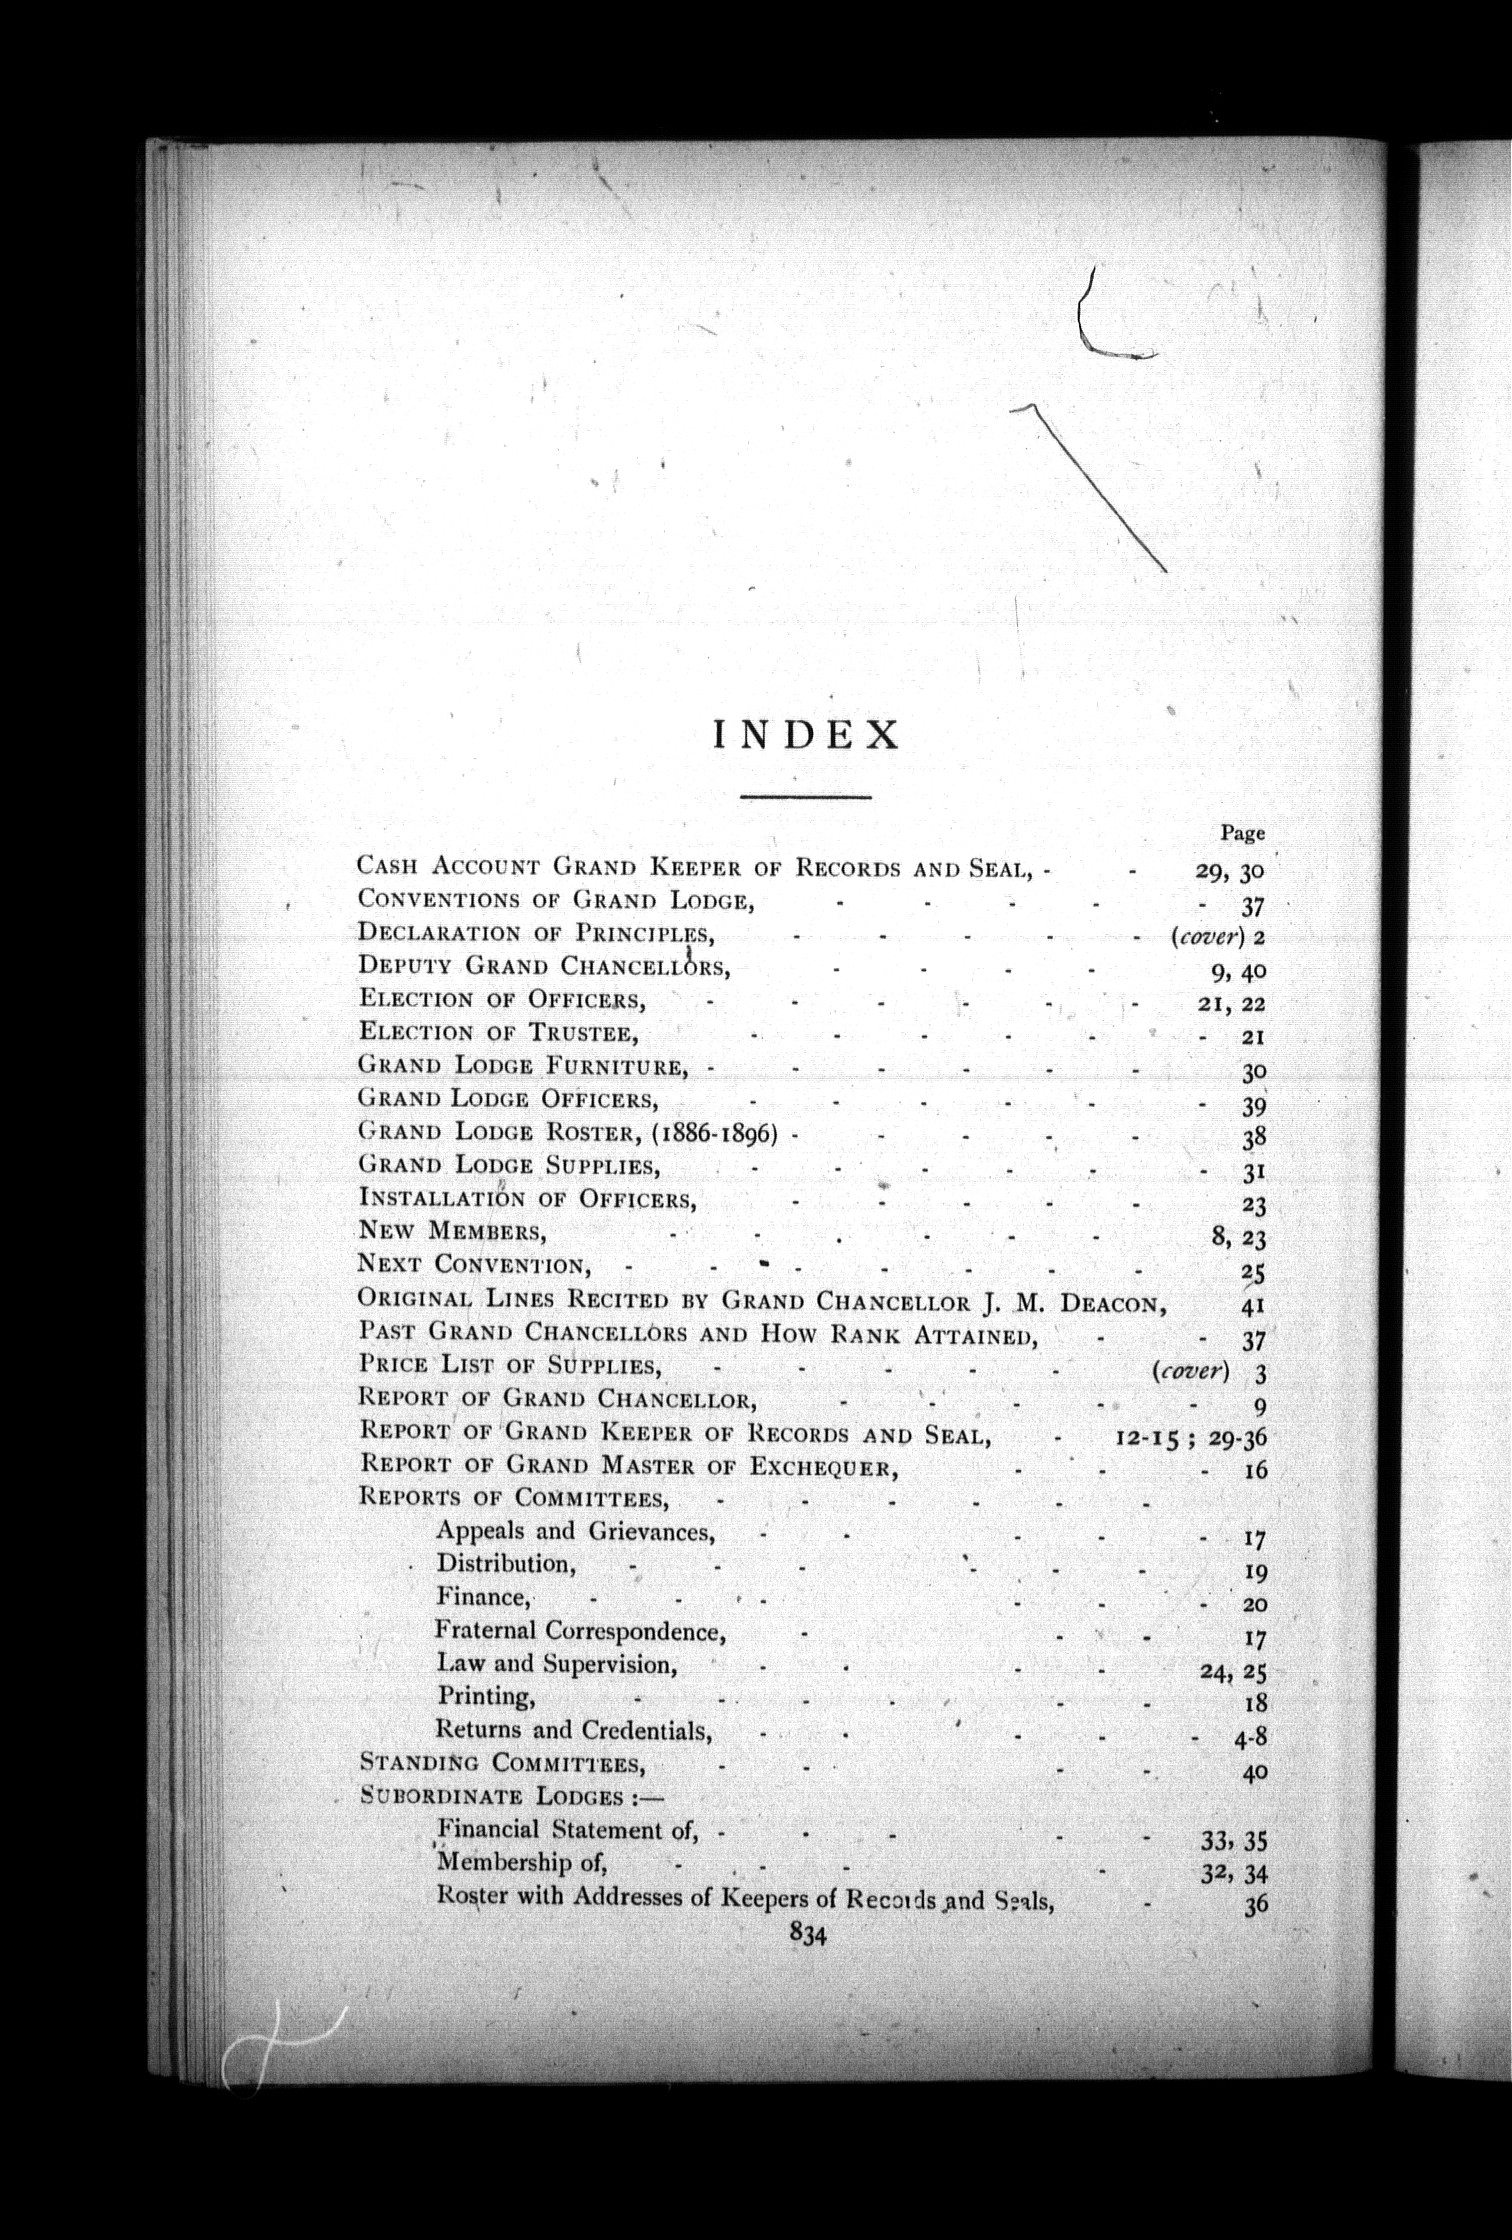 INDEX
Page
CASH ACCOUNT GRAND KEEPER OF RECORDS AND SEAL, - - 29, 30
CONVENTIONS OF GRAND LODGE, - - - - - 37
DECLARATION OF PRINCIPLES, - - - - - (cover) 2
DEPUTY GRAND CHANCELLORS, - - - - 9, 40
ELECTION OF OFFICERS, - - - - - - 21, 22
ELECTION OF TRUSTEE, - - - - - - 21
GRAND LODGE FURNITURE, - - - - - - 30
GRAND LODGE OFFICERS, - - - - - - 39
GRAND LODGE ROSTER, (1886-1896) - - - - - 38
GRAND LODGE SUPPLIES, - - - - - - 31
INSTALLATION OF OFFICERS, - - - - - 23
NEW MEMBERS, - - - - - - 8, 23
NEXT CONVENTION, - - - - - - - - 25
ORIGINAL LINES RECITED BY GRAND CHANCELLOR J. M. DEACON, 41
PAST GRAND CHANCELLORS AND HOW RANK ATTAINED, - - 37
PRICE LIST OF SUPPLIES, - - - - - (cover) 3
REPORT OF GRAND CHANCELLOR, - - - - - 9
REPORT OF GRAND KEEPER OF RECORDS AND SEAL, - 12-15 ; 29-36
REPORT OF GRAND MASTER OF EXCHEQUER, - - - 16
REPORTS OF COMMITTEES, - - - - - -
Appeals and Grievances, - - - - - 17
Distribution, - - - - - - 19
Finance, - - - - - - 20
Fraternal Correspondence, - - - 17
Law and Supervision, - - - - 24, 25
Printing, - - - - - - 18
Returns and Credentials, - - - - - 4-8
STANDING COMMITTEES, - - - - 40
SUBORDINATE LODGES :—
Financial Statement of, - - - - - 33, 35
Membership of, - - - - 32, 34
Roster with Addresses of Keepers of Records and Seals, - 36
834